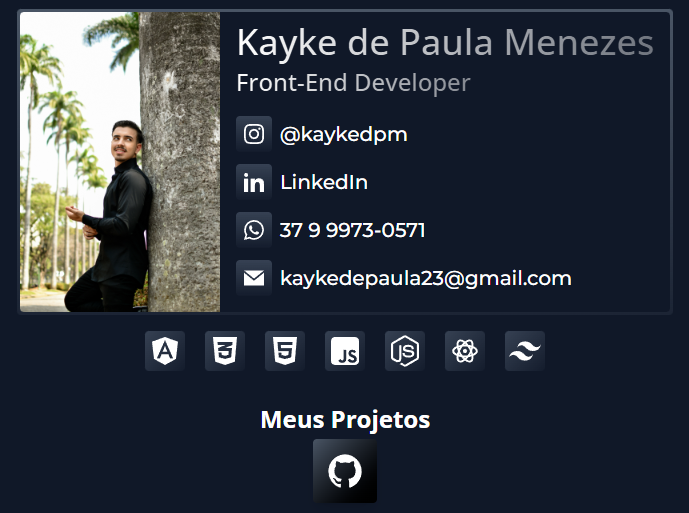 Kayke de Paula Menezes
Front-End Developer
@kaykedpm
LinkedIn
37 9 9973-0571
kaykedepaula23@gmail.com
JS
JS
Meus Projetos